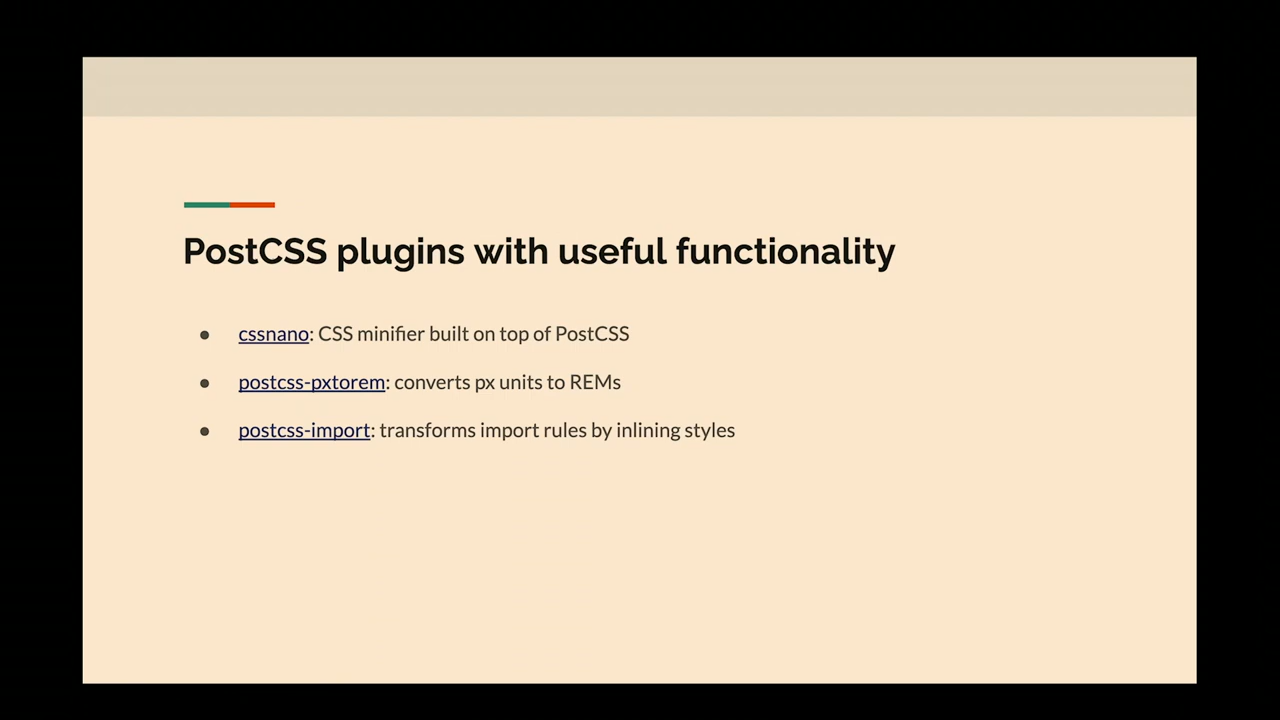 PostCSS plugins with useful functionality
● cssnano: CSS minifier built on top of PostCSS
● postcss-pxtorem: converts px units to REMs
● postcss-import: transforms import rules by inlining styles